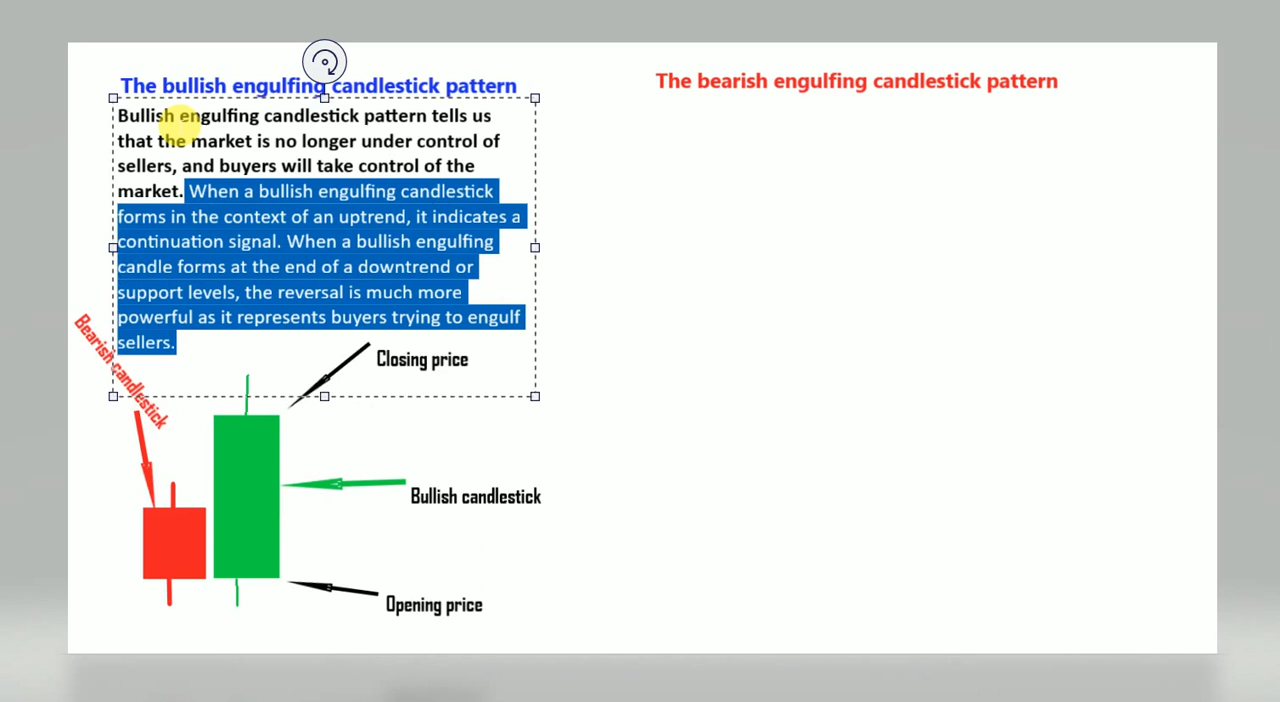 The bullish engulfing candlestick pattern
Bullish engulfing candlestick pattern tells us
that the market is no longer under control of
sellers, and buyers will take control of the
market. When a bullish engulfing candlestick
forms in the context of an uptrend, it indicates a
continuation signal. When a bullish engulfing
candle forms at the end of a downtrend or
support levels, the reversal is much more
powerful as it represents buyers trying to engulf
sellers.
Bearish candlestick
Closing price
Bullish candlestick
Opening price
The bearish engulfing candlestick pattern